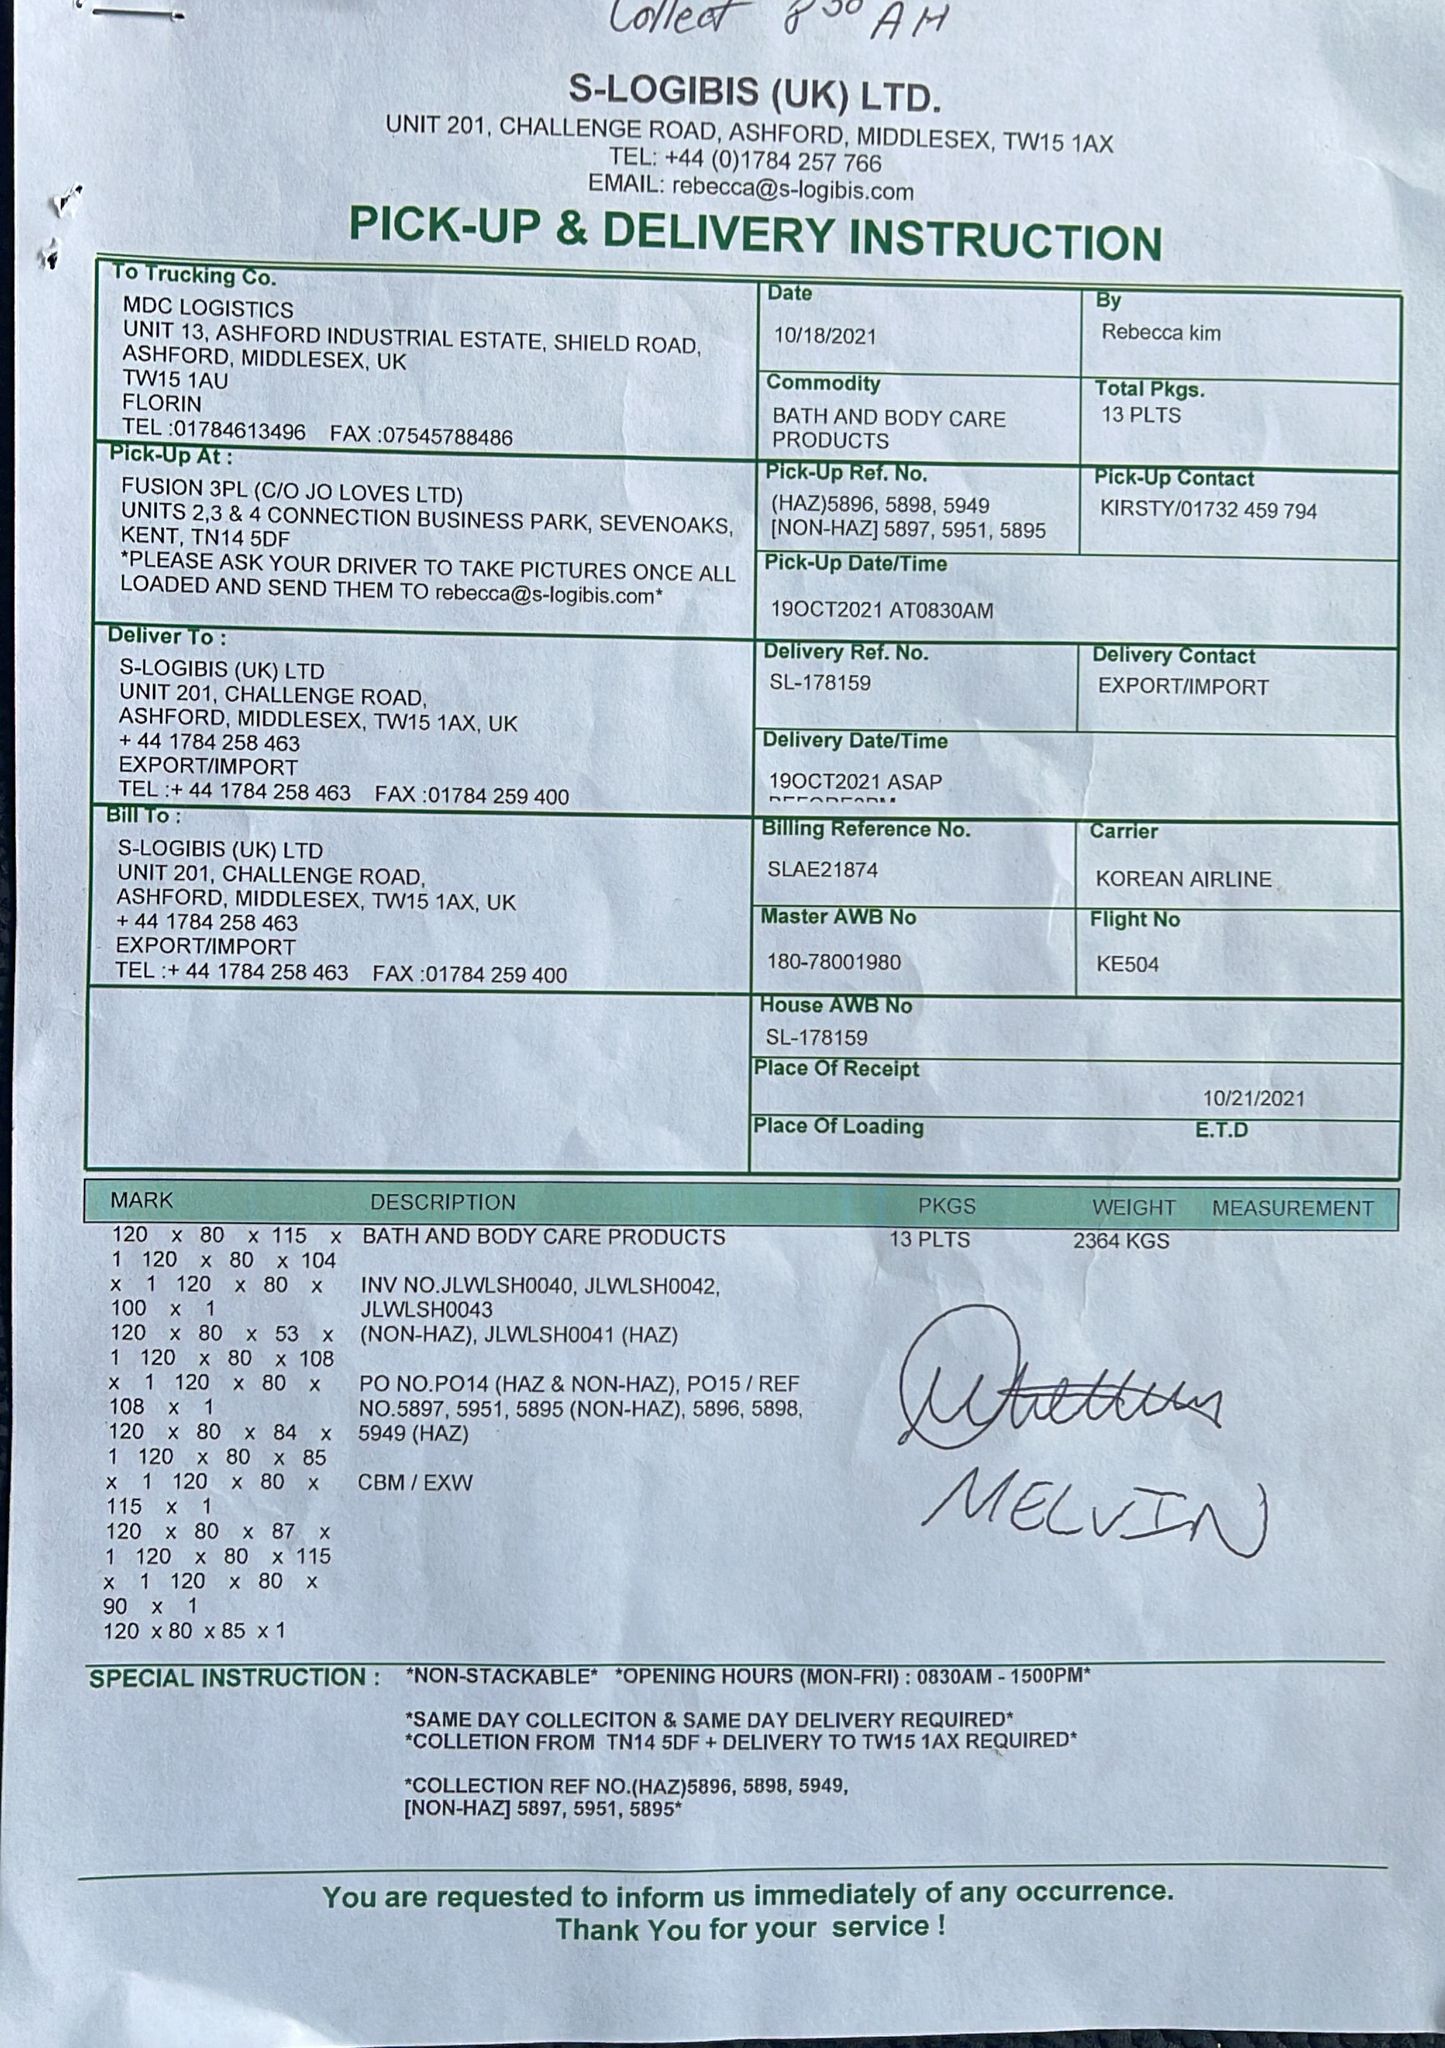 Collect 8 30 AM
S-LOGIBIS (UK) LTD.
UNIT 201, CHALLENGE ROAD, ASHFORD, MIDDLESEX, TW15 1AX
TEL: +44 (0)1784 257 766
EMAIL: rebecca@s-logibis.com
PICK-UP & DELIVERY INSTRUCTION
To Trucking Co.
MDC LOGISTICS
UNIT 13, ASHFORD INDUSTRIAL ESTATE, SHIELD ROAD,
ASHFORD, MIDDLESEX, UK
TW15 1AU
FLORIN
TEL :01784613496 FAX :07545788486
Date
10/18/2021
By
Rebecca kim
Commodity
BATH AND BODY CARE
PRODUCTS
Total Pkgs.
13 PLTS
Pick-Up At :
FUSION 3PL (C/O JO LOVES LTD)
UNITS 2,3 & 4 CONNECTION BUSINESS PARK, SEVENOAKS,
KENT, TN14 5DF
*PLEASE ASK YOUR DRIVER TO TAKE PICTURES ONCE ALL
LOADED AND SEND THEM TO rebecca@s-logibis.com*
Pick-Up Ref. No.
(HAZ)5896, 5898, 5949
[NON-HAZ] 5897, 5951, 5895
Pick-Up Contact
KIRSTY/01732 459 794
Pick-Up Date/Time
19OCT2021 AT0830AM
Deliver To :
S-LOGIBIS (UK) LTD
UNIT 201, CHALLENGE ROAD,
ASHFORD, MIDDLESEX, TW15 1AX, UK
+ 44 1784 258 463
EXPORT/IMPORT
TEL :+ 44 1784 258 463 FAX :01784 259 400
Delivery Ref. No.
SL-178159
Delivery Contact
EXPORT/IMPORT
Delivery Date/Time
19OCT2021 ASAP
Bill To :
S-LOGIBIS (UK) LTD
UNIT 201, CHALLENGE ROAD,
ASHFORD, MIDDLESEX, TW15 1AX, UK
+ 44 1784 258 463
EXPORT/IMPORT
TEL :+ 44 1784 258 463 FAX :01784 259 400
Billing Reference No.
SLAE21874
Carrier
KOREAN AIRLINE
Master AWB No
180-78001980
Flight No
KE504
House AWB No
SL-178159
Place Of Receipt
10/21/2021
Place Of Loading E.T.D
MARK DESCRIPTION PKGS WEIGHT MEASUREMENT
120 x 80 x 115 x BATH AND BODY CARE PRODUCTS 13 PLTS 2364 KGS
1 120 x 80 x 104
x 1 120 x 80 x INV NO.JLWLSH0040, JLWLSH0042,
100 x 1 JLWLSH0043
120 x 80 x 53 x (NON-HAZ), JLWLSH0041 (HAZ)
1 120 x 80 x 108
x 1 120 x 80 x PO NO.PO14 (HAZ & NON-HAZ), PO15 / REF
108 x 1 NO.5897, 5951, 5895 (NON-HAZ), 5896, 5898,
120 x 80 x 84 x 5949 (HAZ)
1 120 x 80 x 85
x 1 120 x 80 x CBM / EXW
115 x 1
120 x 80 x 87 x
1 120 x 80 x 115
x 1 120 x 80 x
90 x 1
120 x 80 x 85 x 1
MELVIN
SPECIAL INSTRUCTION : *NON-STACKABLE* *OPENING HOURS (MON-FRI) : 0830AM - 1500PM*
*SAME DAY COLLECITON & SAME DAY DELIVERY REQUIRED*
*COLLETION FROM TN14 5DF + DELIVERY TO TW15 1AX REQUIRED*
*COLLECTION REF NO.(HAZ)5896, 5898, 5949,
[NON-HAZ] 5897, 5951, 5895*
You are requested to inform us immediately of any occurrence.
Thank You for your service !